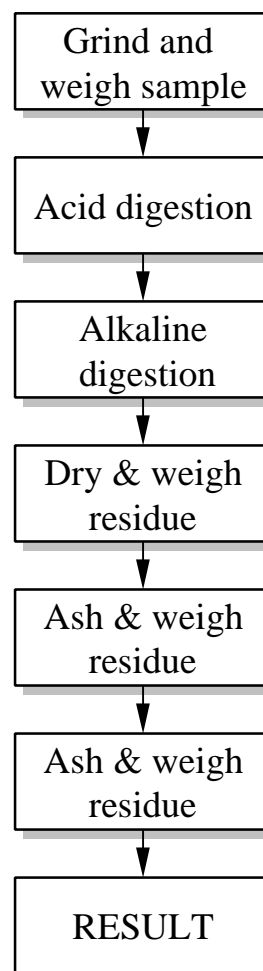 Grind and
weigh sample
Acid digestion
Alkaline
digestion
Dry & weigh
residue
Ash & weigh
residue
Ash & weigh
residue
RESULT